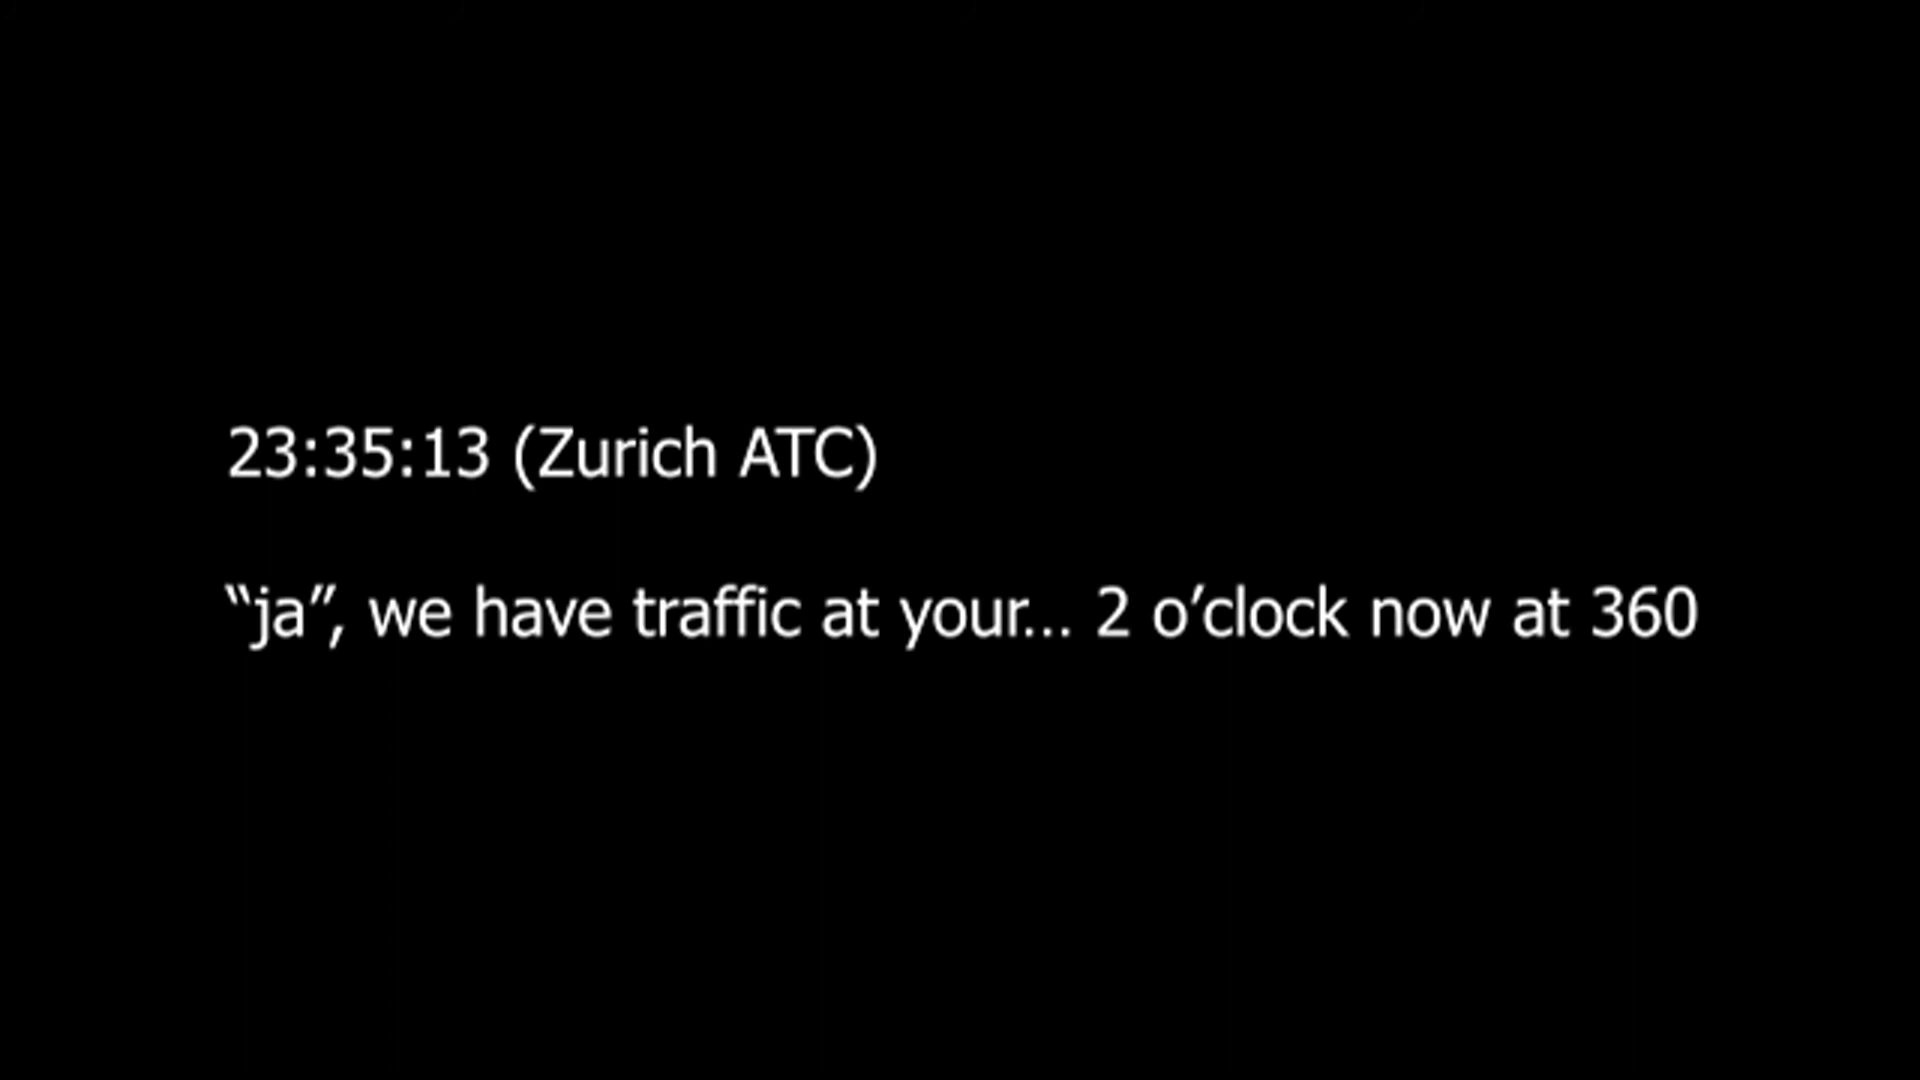 23:35:13 (Zurich ATC)
“ja”, we have traffic at your... 2 o’clock now at 360